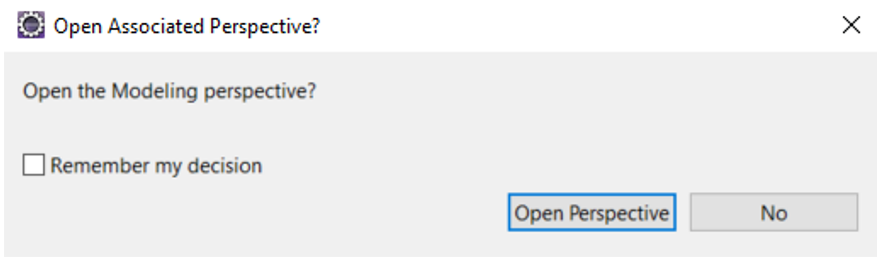 Open Associated Perspective?
Open the Modeling perspective?
Remember my decision
Open Perspective
No